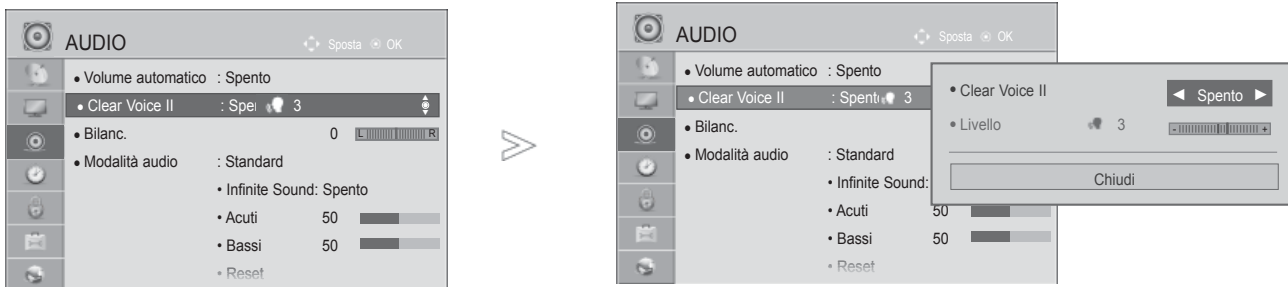 AUDIO
Sposta OK
• Volume automatico : Spento
• Clear Voice II : Spe 3
• Bilanc. 0 L R
• Modalità audio : Standard
• Infinite Sound: Spento
• Acuti 50
• Bassi 50
• Reset
AUDIO
Sposta OK
• Volume automatico : Spento
• Clear Voice II : Spent 3
• Bilanc.
• Modalità audio : Standard
• Infinite Sound:
• Acuti 50
• Bassi 50
• Reset
• Clear Voice II ◄ Spento ►
• Livello 3 - +
Chiudi